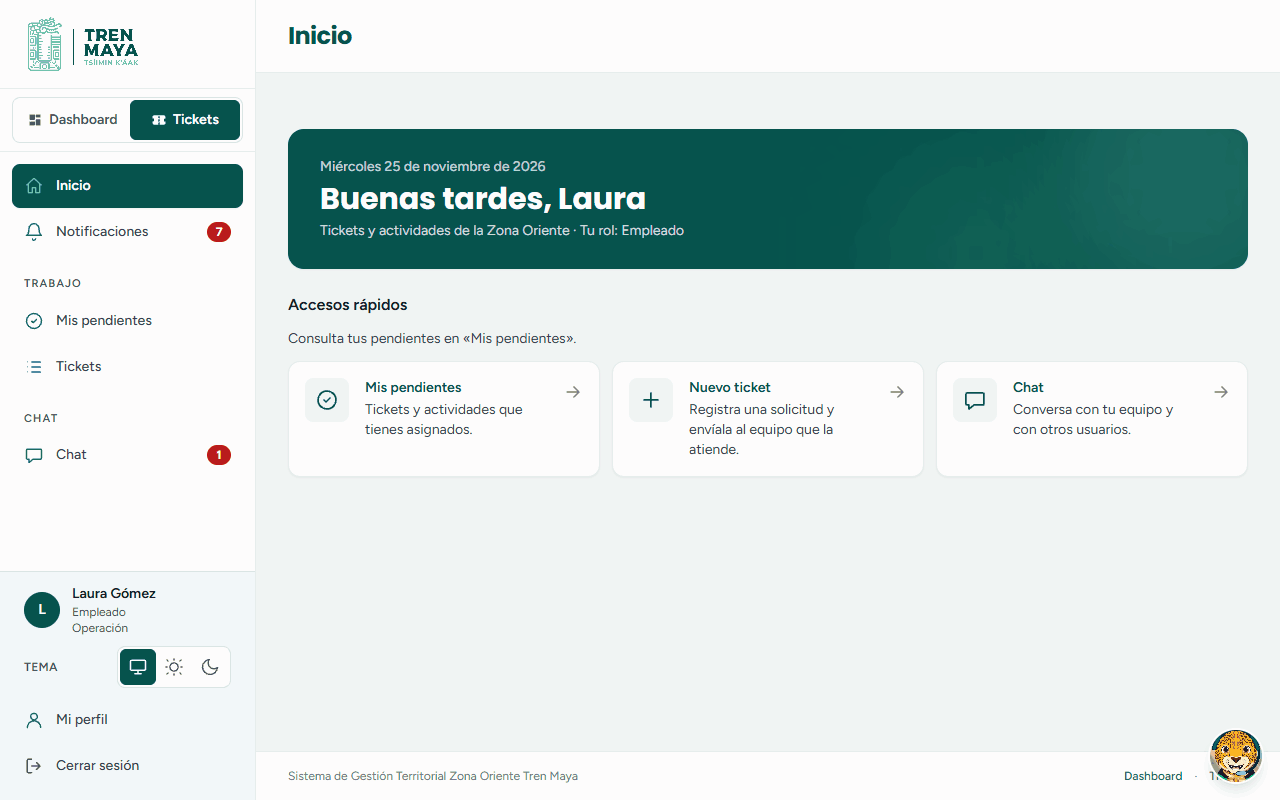 TREN
MAYA
TSÍIMIN K'ÁAK
Dashboard
Tickets
Inicio
Notificaciones
7
TRABAJO
Mis pendientes
Tickets
CHAT
Chat
1
Laura Gómez
L
Empleado
Operación
TEMA
Mi perfil
Cerrar sesión
Inicio
Miércoles 25 de noviembre de 2026
Buenas tardes, Laura
Tickets y actividades de la Zona Oriente · Tu rol: Empleado
Accesos rápidos
Consulta tus pendientes en «Mis pendientes».
Mis pendientes
Tickets y actividades que
tienes asignados.
Nuevo ticket
Registra una solicitud y
envíala al equipo que la
atiende.
Chat
Conversa con tu equipo y
con otros usuarios.
Sistema de Gestión Territorial Zona Oriente Tren Maya
Dashboard ·